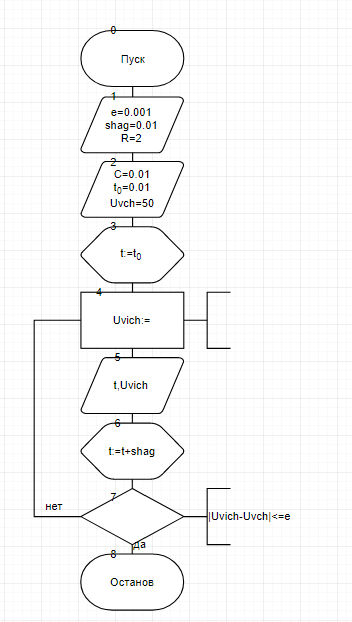 0
Пуск
1
e=0.001
shag=0.01
R=2
2
C=0.01
t₀=0.01
Uvch=50
3
t:=t₀
4
Uvich:=
5
t,Uvich
6
t:=t+shag
7
нет
|Uvich-Uvch|<=e
да
8
Останов